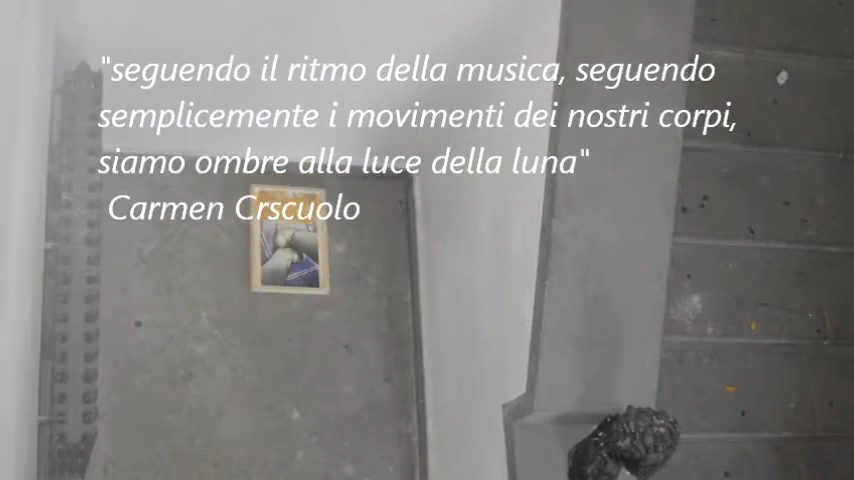 "seguendo il ritmo della musica, seguendo
semplicemente i movimenti dei nostri corpi,
siamo ombre alla luce della luna"
Carmen Crscuolo